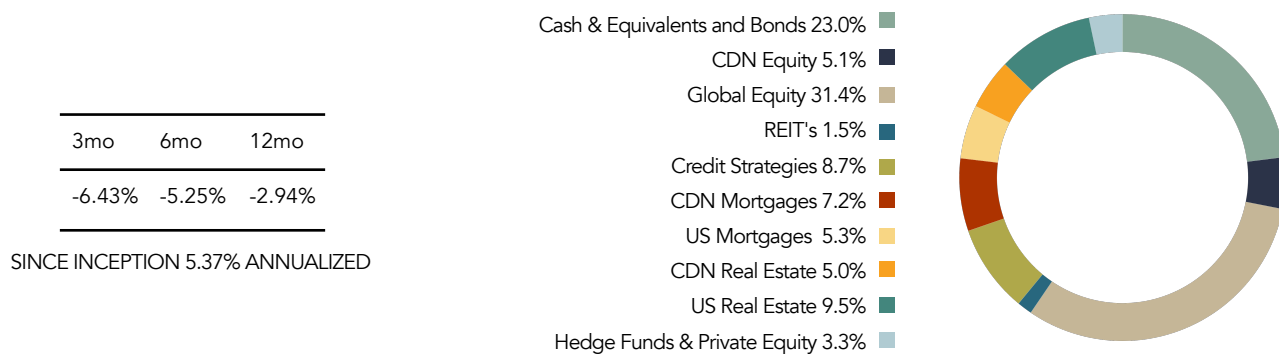 3mo 6mo 12mo
-6.43% -5.25% -2.94%
SINCE INCEPTION 5.37% ANNUALIZED
Cash & Equivalents and Bonds 23.0%
CDN Equity 5.1%
Global Equity 31.4%
REIT's 1.5%
Credit Strategies 8.7%
CDN Mortgages 7.2%
US Mortgages 5.3%
CDN Real Estate 5.0%
US Real Estate 9.5%
Hedge Funds & Private Equity 3.3%